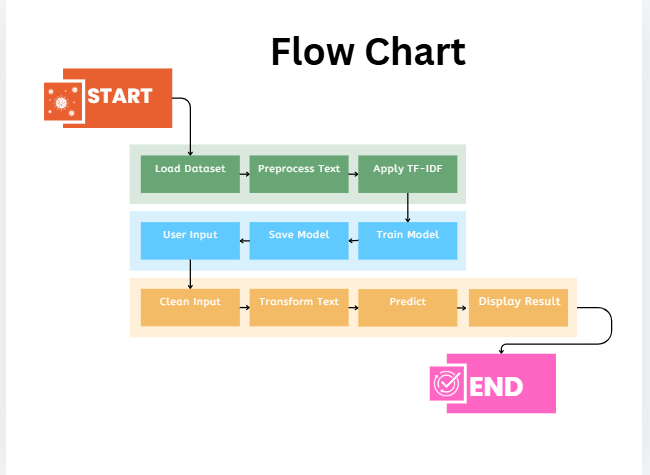 Flow Chart
START
Load Dataset
Preprocess Text
Apply TF-IDF
User Input
Save Model
Train Model
Clean Input
Transform Text
Predict
Display Result
END